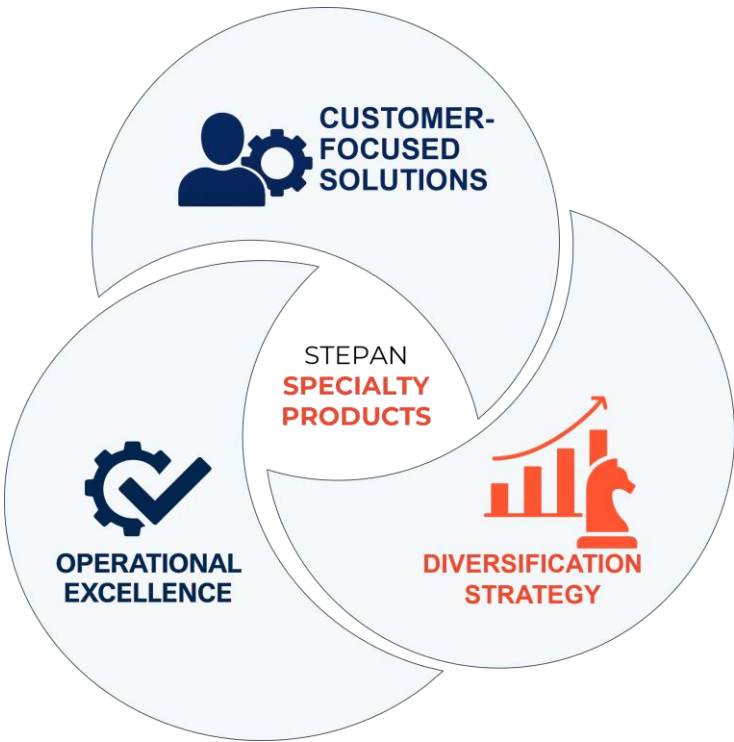 CUSTOMER-
FOCUSED
SOLUTIONS
STEPAN
SPECIALTY
PRODUCTS
OPERATIONAL
EXCELLENCE
DIVERSIFICATION
STRATEGY